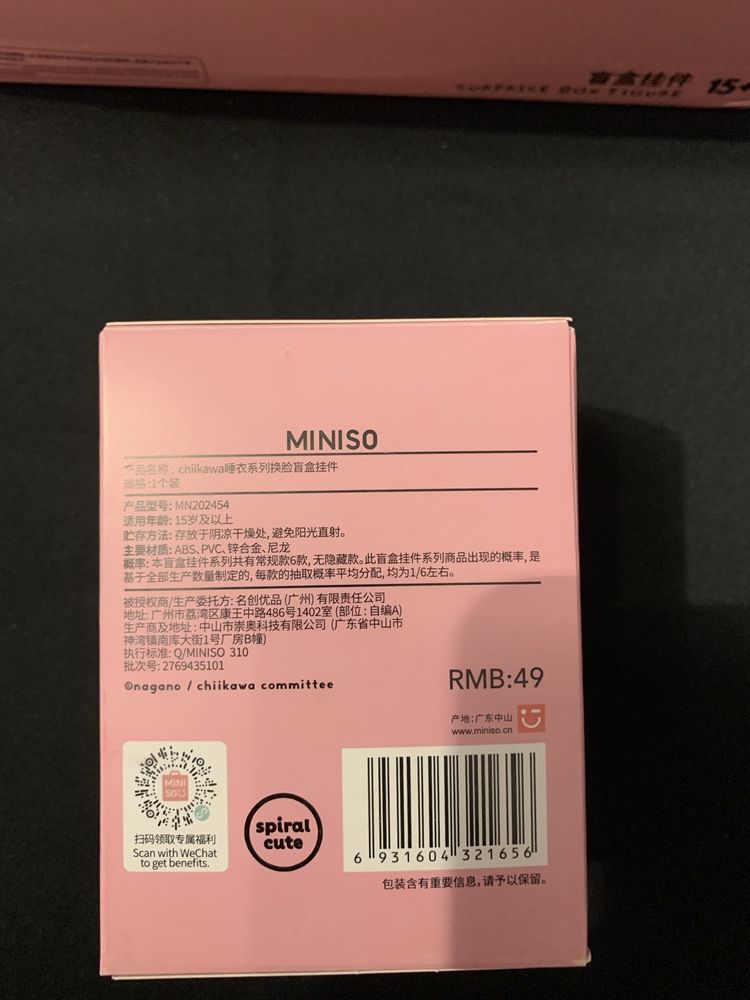 盲盒挂件 15+
SURPRISE BOX FIGURE
MINISO
产品名称: chiikawa睡衣系列换脸盲盒挂件
规格:1个装
产品型号: MN202454
适用年龄: 15岁及以上
贮存方法: 存放于阴凉干燥处, 避免阳光直射。
主要材质: ABS、PVC、锌合金、尼龙
概率: 本盲盒挂件系列共有常规款6款, 无隐藏款。此盲盒挂件系列商品出现的概率, 是
基于全部生产数量制定的, 每款的抽取概率平均分配, 均为1/6左右。
被授权商/生产委托方: 名创优品 (广州) 有限责任公司
地址: 广州市荔湾区康王中路486号1402室 (部位: 自编A)
生产商及地址: 中山市崇奥科技有限公司 (广东省中山市
神湾镇南库大街1号厂房B幢)
执行标准: Q/MINISO 310
批次号: 2769435101
©nagano / chiikawa committee
RMB:49
产地: 广东中山
www.miniso.cn
MINI
SO
扫码领取专属福利
Scan with WeChat
to get benefits.
spiral
cute
6 931604 321656
包装含有重要信息, 请予以保留。